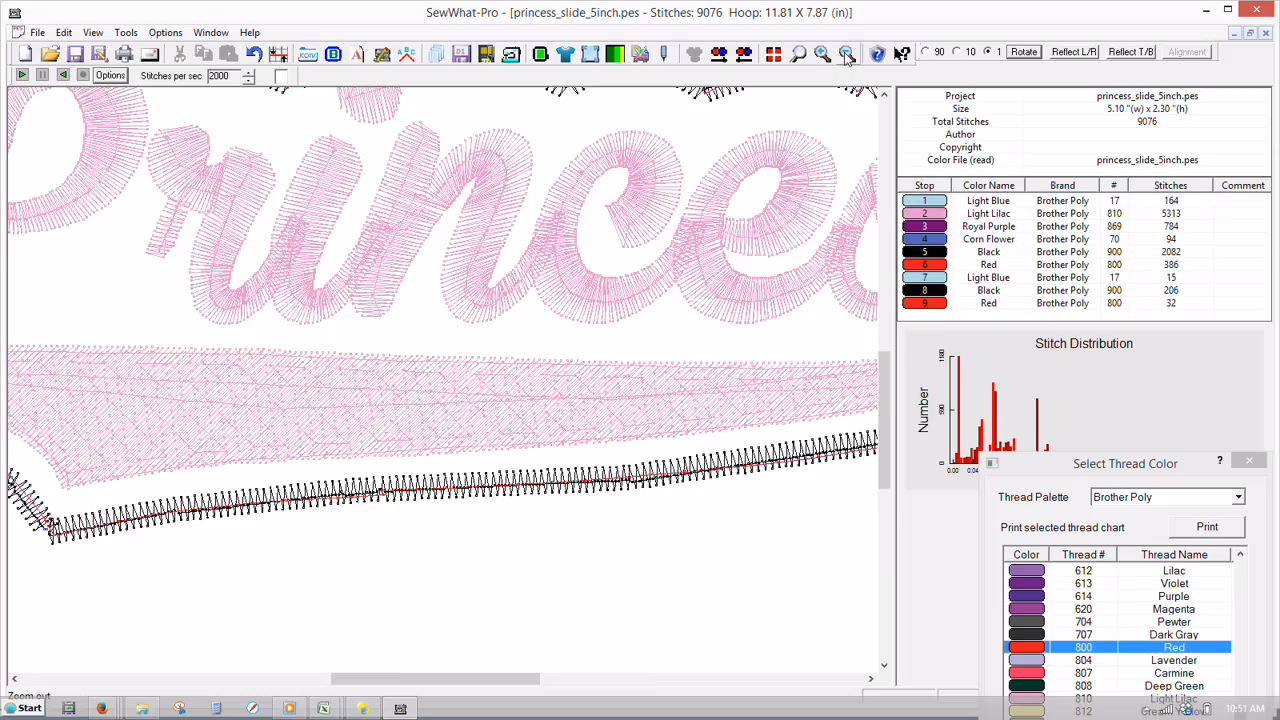 SewWhat-Pro - [princess_slide_5inch.pes - Stitches: 9076 Hoop: 11.81 X 7.87 (in)]
File Edit View Tools Options Window Help
90 Rotate Reflect L/R Reflect T/B Alignment
Options Stitches per sec 2000
Project princess_slide_5inch.pes
Size 5.10 "(w) x 2.30 "(h)
Total Stitches 9076
Author
Copyright
Color File (read) princess_slide_5inch.pes
Stop Color Name Brand # Stitches Comment
1 Light Blue Brother Poly 17 164
2 Light Lilac Brother Poly 810 5313
3 Royal Purple Brother Poly 869 784
4 Corn Flower Brother Poly 70 94
5 Black Brother Poly 900 2082
6 Red Brother Poly 800 386
7 Light Blue Brother Poly 17 15
8 Black Brother Poly 900 206
9 Red Brother Poly 800 32
Princes
Stitch Distribution
Number
0.00
Select Thread Color
Thread Palette Brother Poly
Print selected thread chart Print
Color Thread # Thread Name
612 Lilac
613 Violet
614 Purple
620 Magenta
704 Pewter
707 Dark Gray
800 Red
804 Lavender
807 Carmine
808 Deep Green
810 Light Lilac
812
Zoom out
Start
10:51 AM